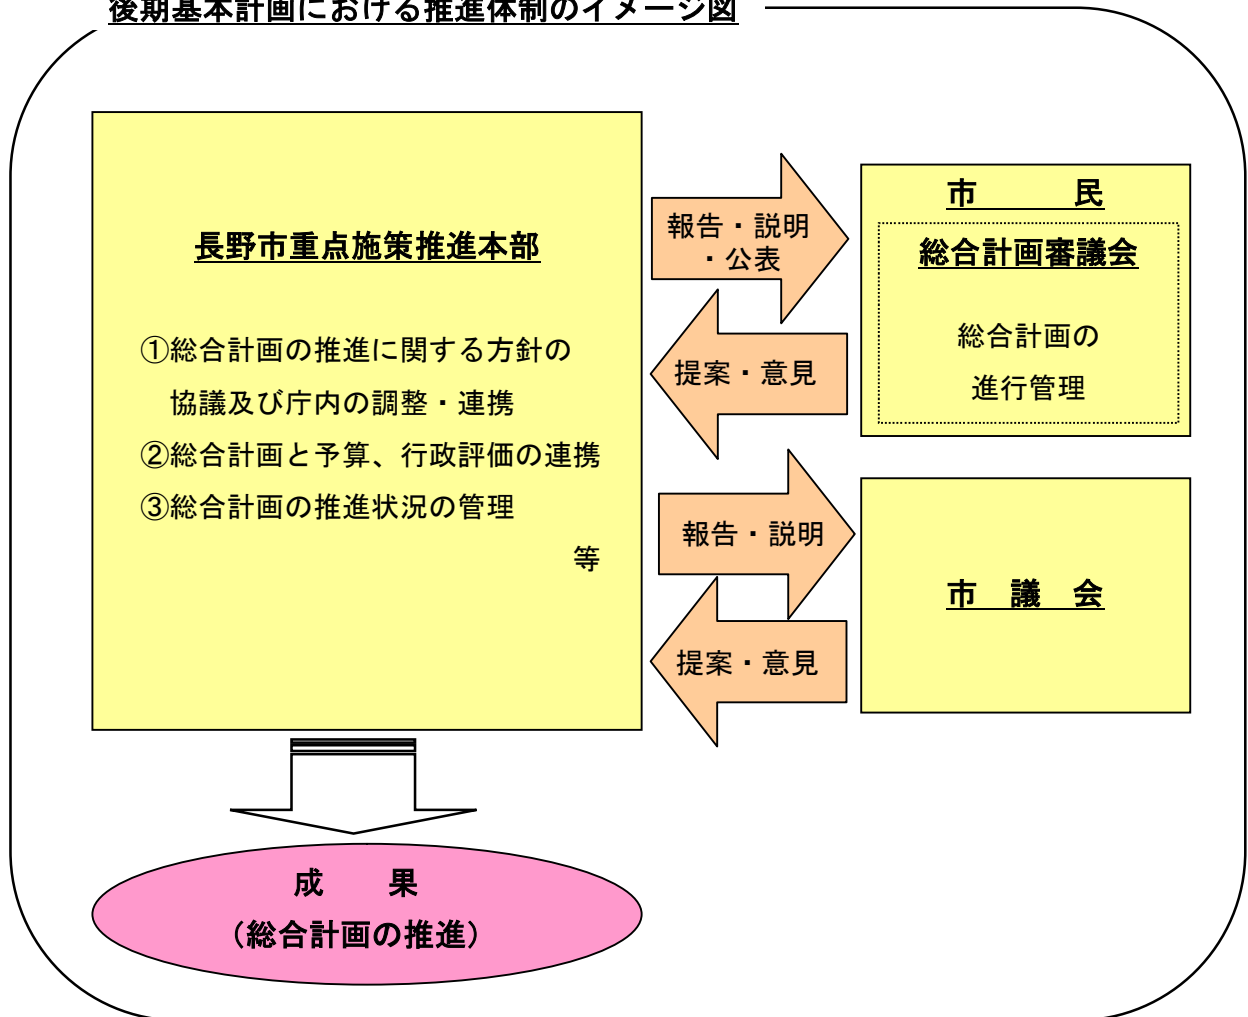 後期基本計画における推進体制のイメージ図
長野市重点施策推進本部
①総合計画の推進に関する方針の
協議及び庁内の調整・連携
②総合計画と予算、行政評価の連携
③総合計画の推進状況の管理
等
報告・説明
・公表
提案・意見
市　　　民
総合計画審議会
総合計画の
進行管理
報告・説明
提案・意見
市　議　会
成　　果
（総合計画の推進）